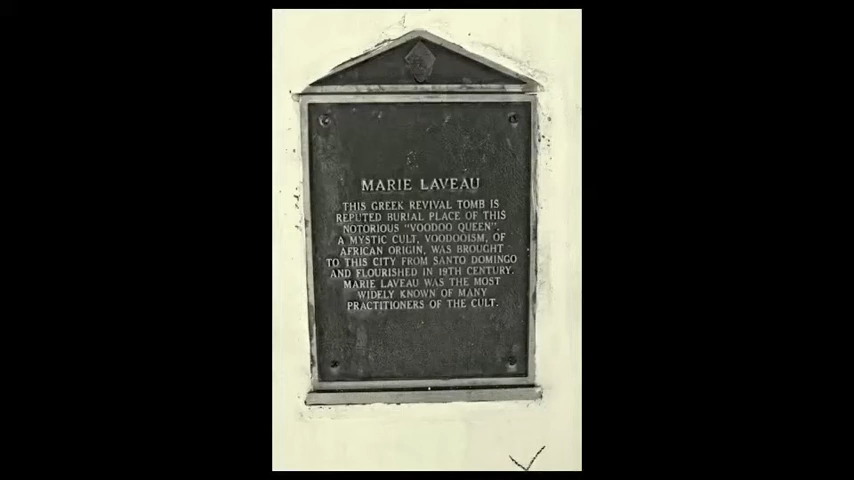 MARIE LAVEAU
THIS GREEK REVIVAL TOMB IS
REPUTED BURIAL PLACE OF THIS
NOTORIOUS "VOODOO QUEEN".
A MYSTIC CULT, VOODOOISM, OF
AFRICAN ORIGIN, WAS BROUGHT
TO THIS CITY FROM SANTO DOMINGO
AND FLOURISHED IN 19TH CENTURY.
MARIE LAVEAU WAS THE MOST
WIDELY KNOWN OF MANY
PRACTITIONERS OF THE CULT.